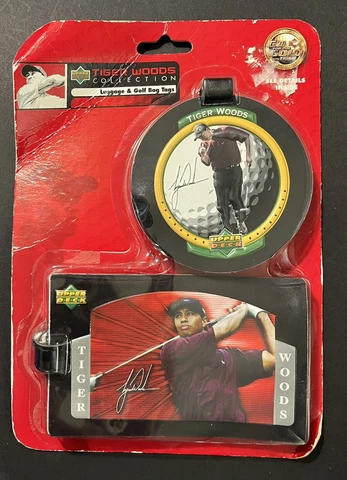 TIGER WOODS
COLLECTION
Luggage & Golf Bag Tags
SEE DETAILS
INSIDE
TIGER WOODS
UPPER
DECK
UPPER
DECK
TIGER
WOODS